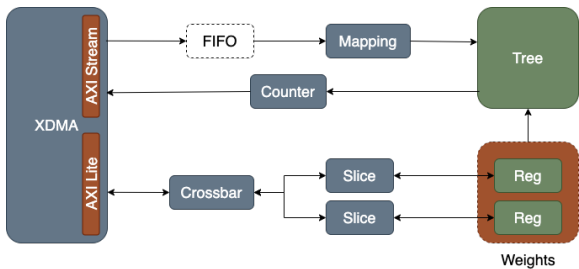 XDMA
AXI Stream
FIFO
Mapping
Tree
Counter
AXI Lite
Crossbar
Slice
Reg
Slice
Reg
Weights